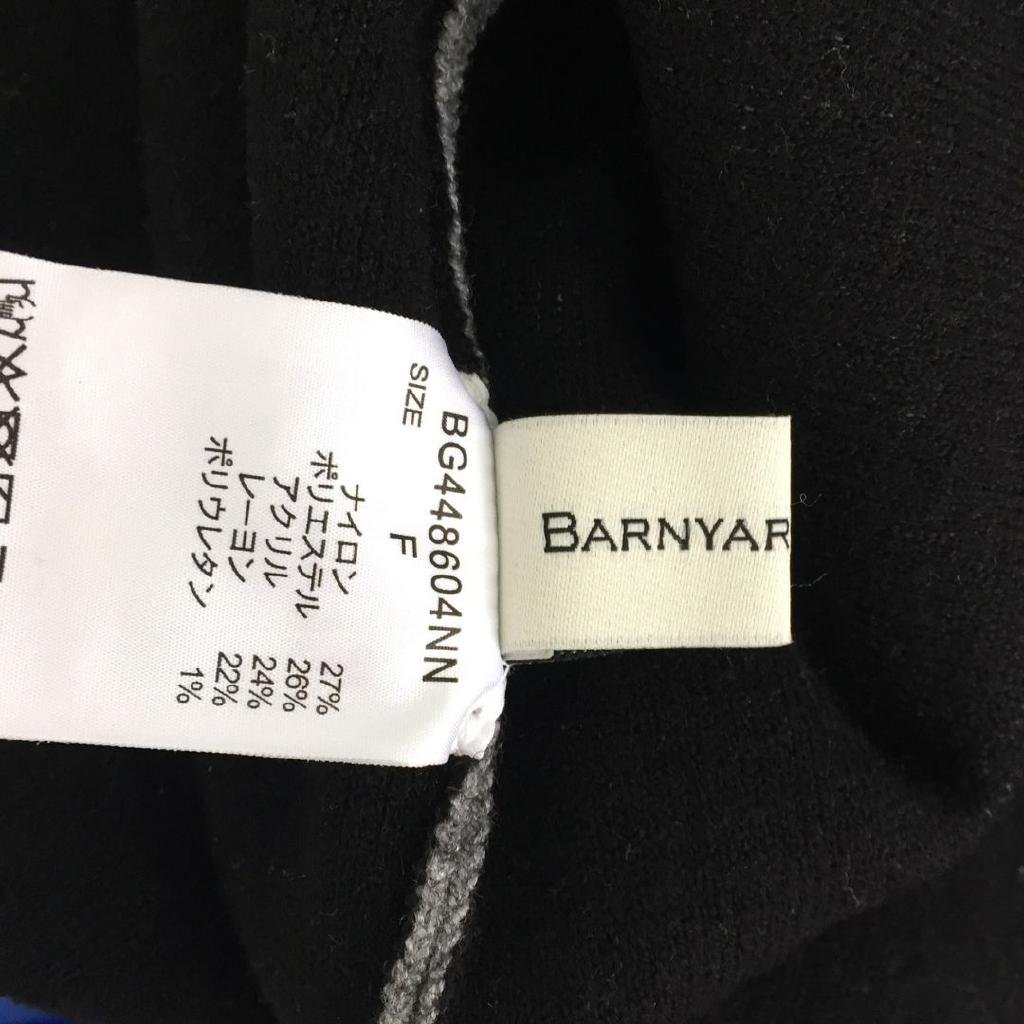 BARNYAR
BG448604NN
SIZE F
ナイロン 27%
ポリエステル 26%
アクリル 24%
レーヨン 22%
ポリウレタン 1%